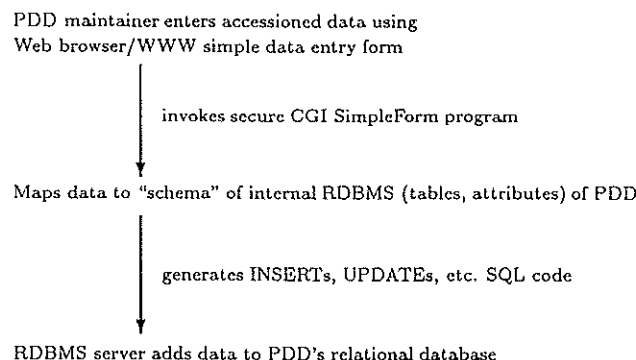 PDD maintainer enters accessioned data using
Web browser/WWW simple data entry form
invokes secure CGI SimpleForm program
Maps data to “schema” of internal RDBMS (tables, attributes) of PDD
generates INSERTs, UPDATEs, etc. SQL code
RDBMS server adds data to PDD's relational database